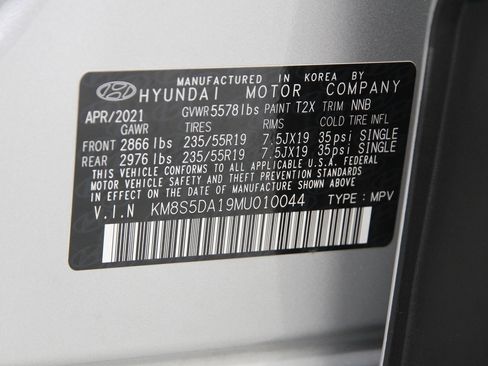 MANUFACTURED IN KOREA BY
HYUNDAI MOTOR COMPANY
APR/2021 GVWR 5578lbs PAINT T2X TRIM NNB
GAWR TIRES RIMS COLD TIRE INFL
FRONT 2866 lbs 235/55R19 7.5JX19 35psi SINGLE
REAR 2976 lbs 235/55R19 7.5JX19 35psi SINGLE
THIS VEHICLE CONFORMS TO ALL APPLICABLE U.S.A. FEDERAL
MOTOR VEHICLE SAFETY AND THEFT PREVENTION STANDARDS IN
EFFECT ON THE DATE OF MANUFACTURE SHOWN ABOVE.
V.I.N KM8S5DA19MU010044 TYPE : MPV